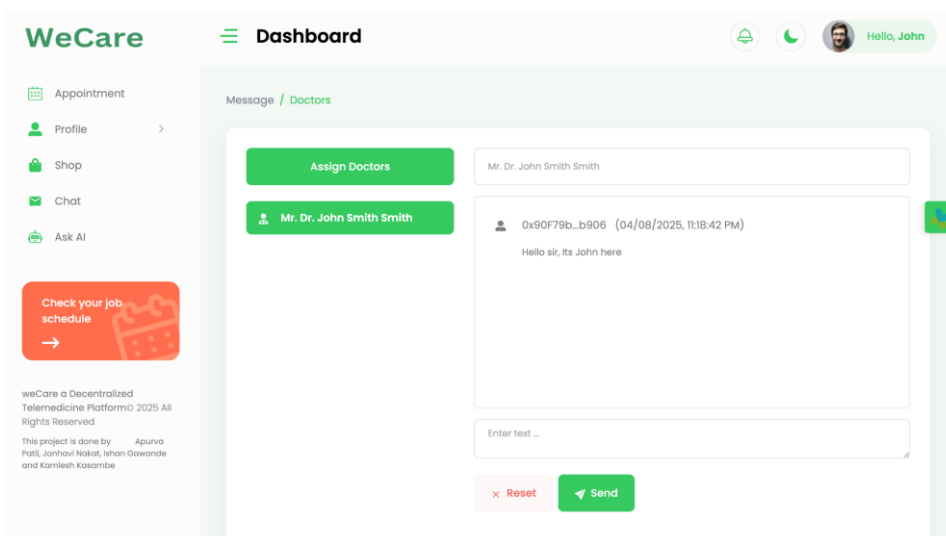 WeCare
Dashboard
Hello, John
Appointment
Profile
Shop
Chat
Ask AI
Check your job
schedule
weCare a Decentralized
Telemedicine Platform© 2025 All
Rights Reserved
This project is done by Apurva
Patil, Janhavi Nakat, Ishan Gawande
and Kamlesh Kasambe
Message / Doctors
Assign Doctors
Mr. Dr. John Smith Smith
Mr. Dr. John Smith Smith
0x90F79b...b906 (04/08/2025, 11:18:42 PM)
Hello sir, Its John here
Enter text ...
Reset
Send